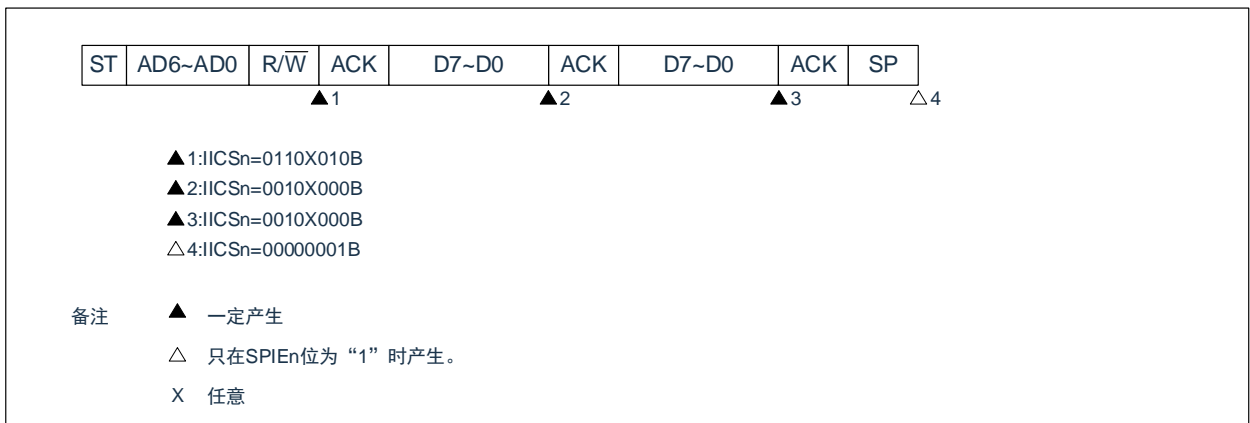 ST AD6~AD0 R/W̅ ACK D7~D0 ACK D7~D0 ACK SP
▲1 ▲2 ▲3 △4
▲1:IICSn=0110X010B
▲2:IICSn=0010X000B
▲3:IICSn=0010X000B
△4:IICSn=00000001B
备注 ▲ 一定产生
△ 只在SPIEn位为“1”时产生。
X 任意